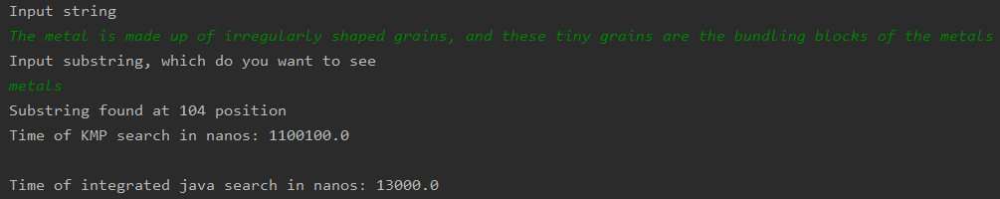 Input string
The metal is made up of irregularly shaped grains, and these tiny grains are the bundling blocks of the metals
Input substring, which do you want to see
metals
Substring found at 104 position
Time of KMP search in nanos: 1100100.0
Time of integrated java search in nanos: 13000.0